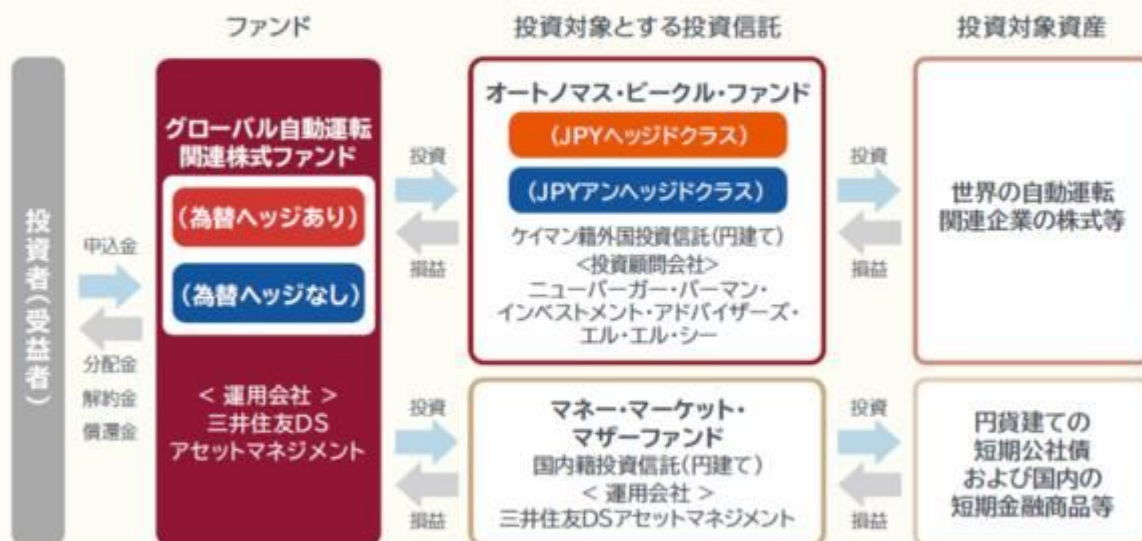 ファンド
投資対象とする投資信託
投資対象資産
投資者(受益者)
申込金
分配金
解約金
償還金
グローバル自動運転
関連株式ファンド
(為替ヘッジあり)
(為替ヘッジなし)
< 運用会社 >
三井住友DS
アセットマネジメント
投資
損益
オートノマス・ビークル・ファンド
(JPYヘッジドクラス)
(JPYアンヘッジドクラス)
ケイマン籍外国投資信託(円建て)
<投資顧問会社>
ニューバーガー・バーマン・
インベストメント・アドバイザーズ・
エル・エル・シー
投資
損益
世界の自動運転
関連企業の株式等
投資
損益
マネー・マーケット・
マザーファンド
国内籍投資信託(円建て)
< 運用会社 >
三井住友DSアセットマネジメント
投資
損益
円貨建ての
短期公社債
および国内の
短期金融商品等